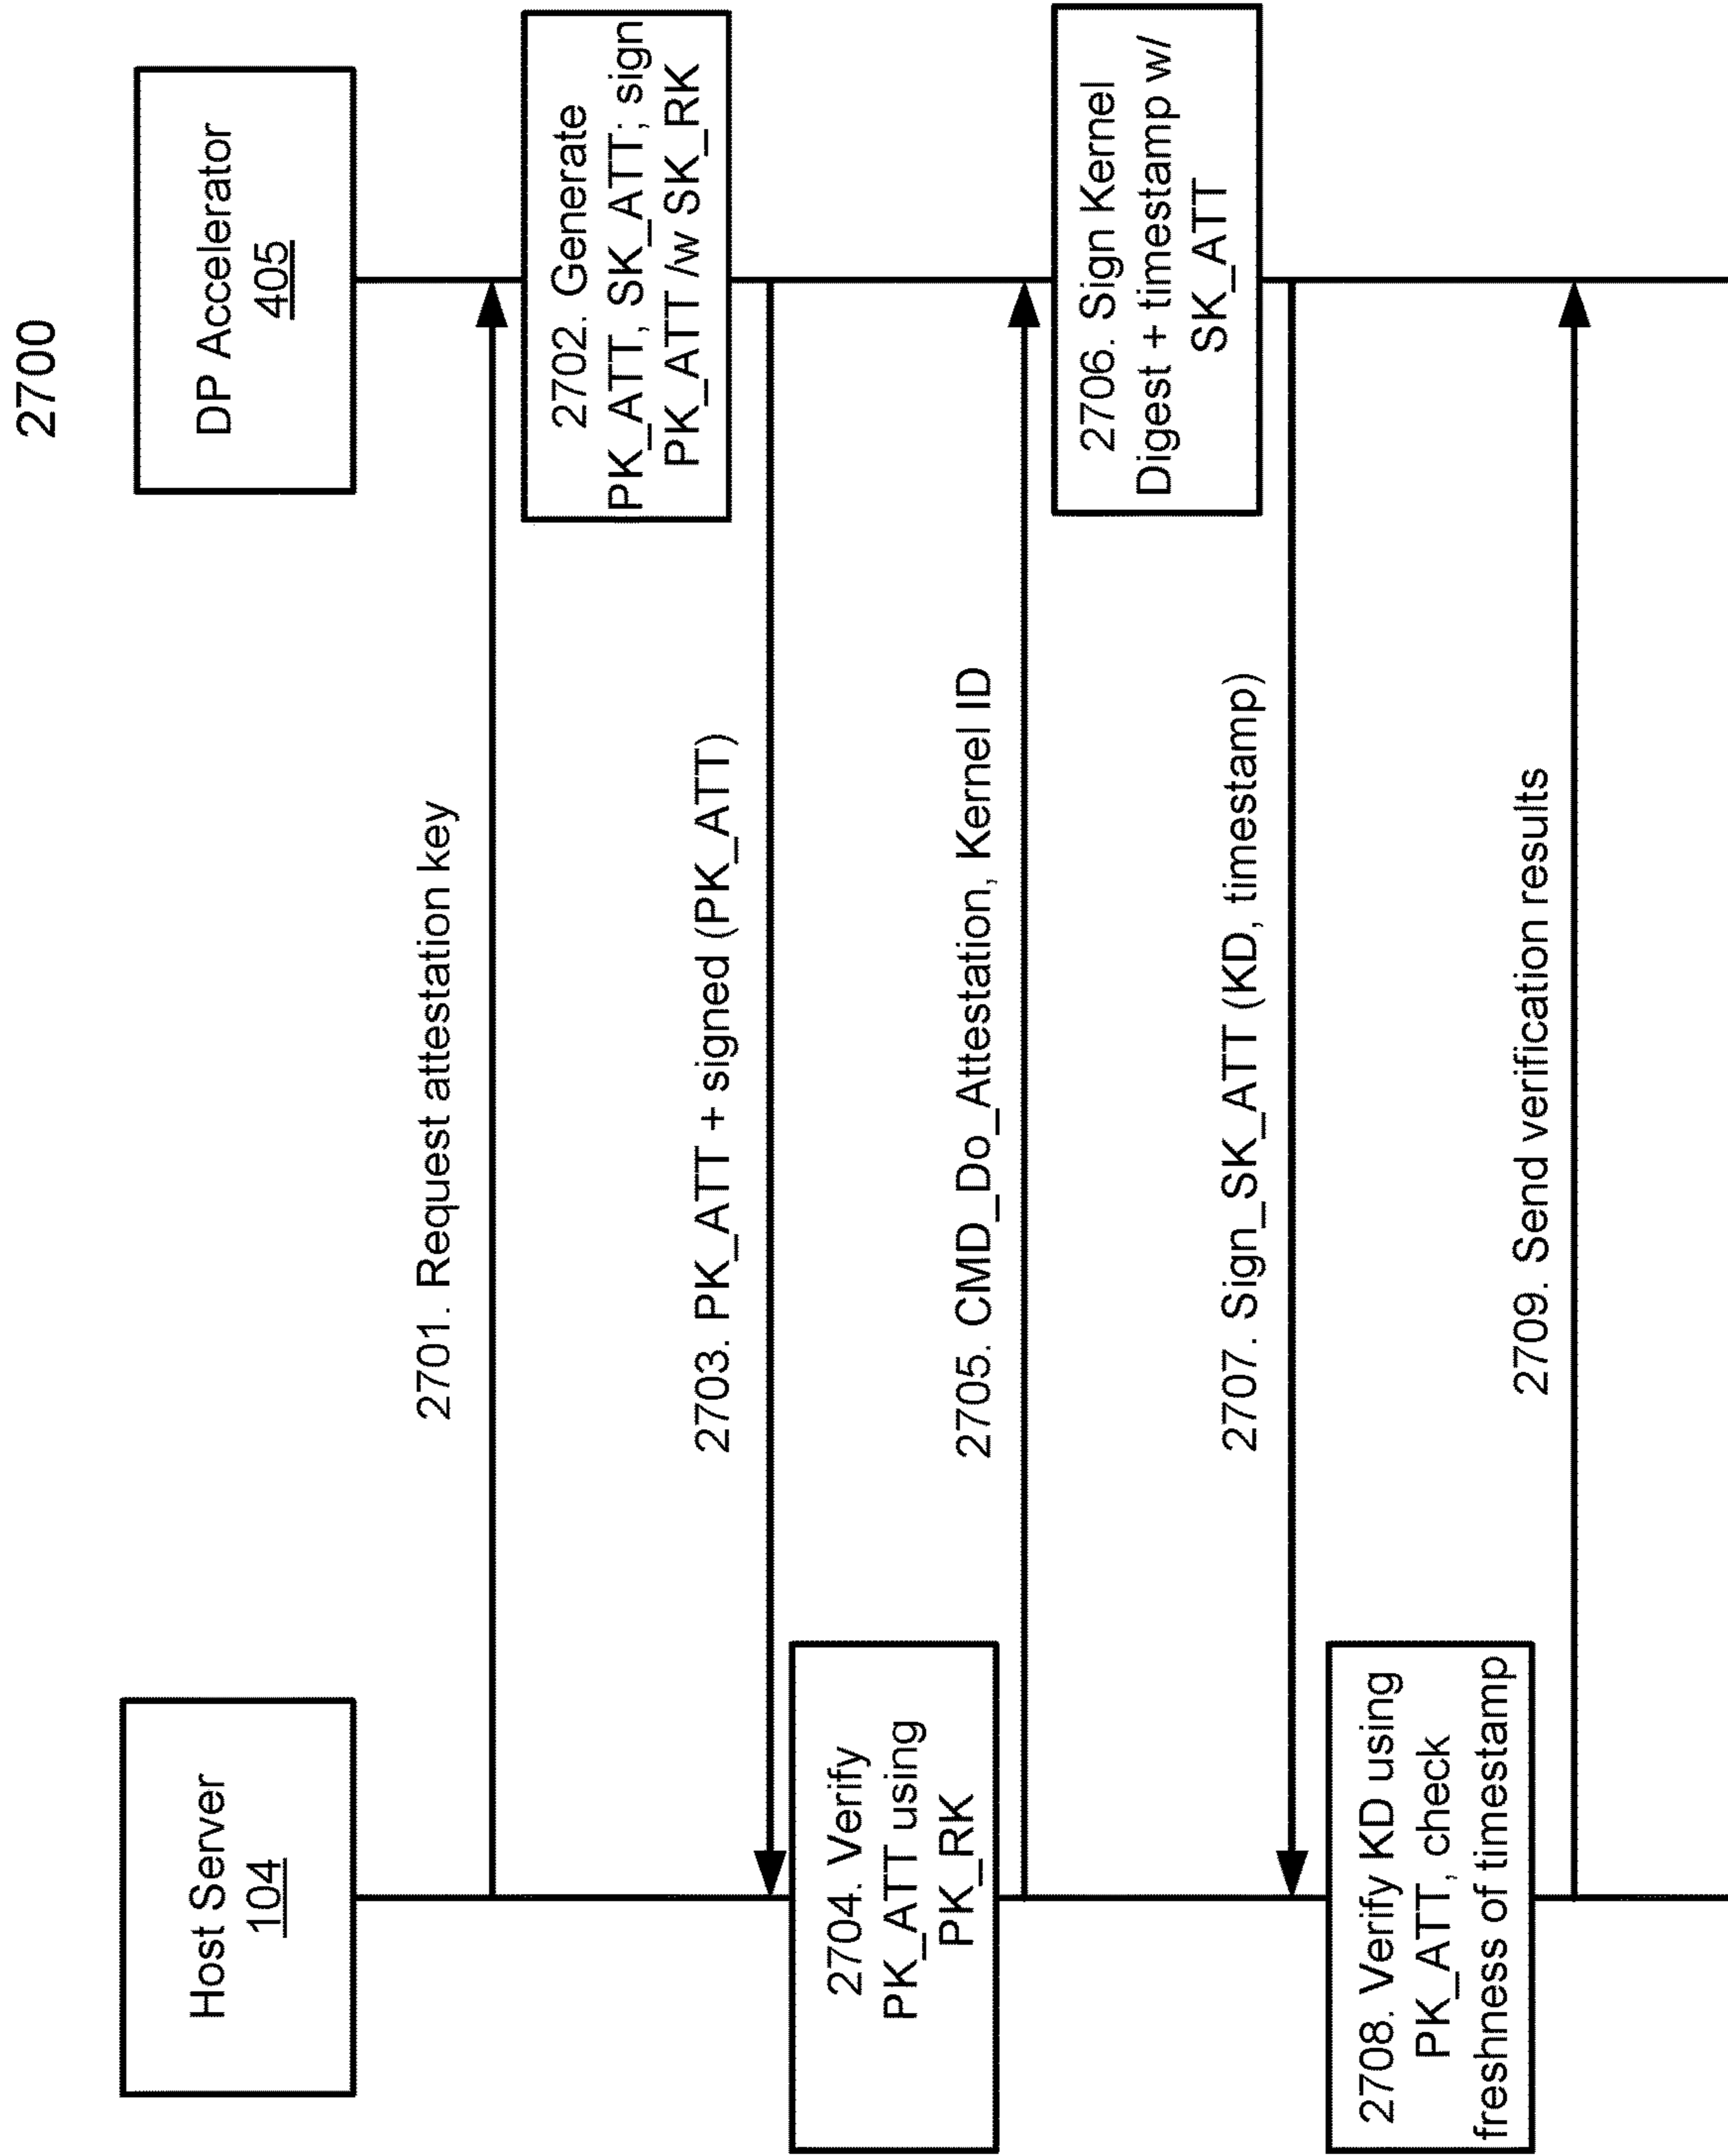 2700
Host Server
104
DP Accelerator
405
2701. Request attestation key
2702. Generate
PK_ATT, SK_ATT; sign
PK_ATT /w SK_RK
2703. PK_ATT + signed (PK_ATT)
2704. Verify
PK_ATT using
PK_RK
2705. CMD_Do_Attestation, Kernel ID
2706. Sign Kernel
Digest + timestamp w/
SK_ATT
2707. Sign_SK_ATT (KD, timestamp)
2708. Verify KD using
PK_ATT, check
freshness of timestamp
2709. Send verification results